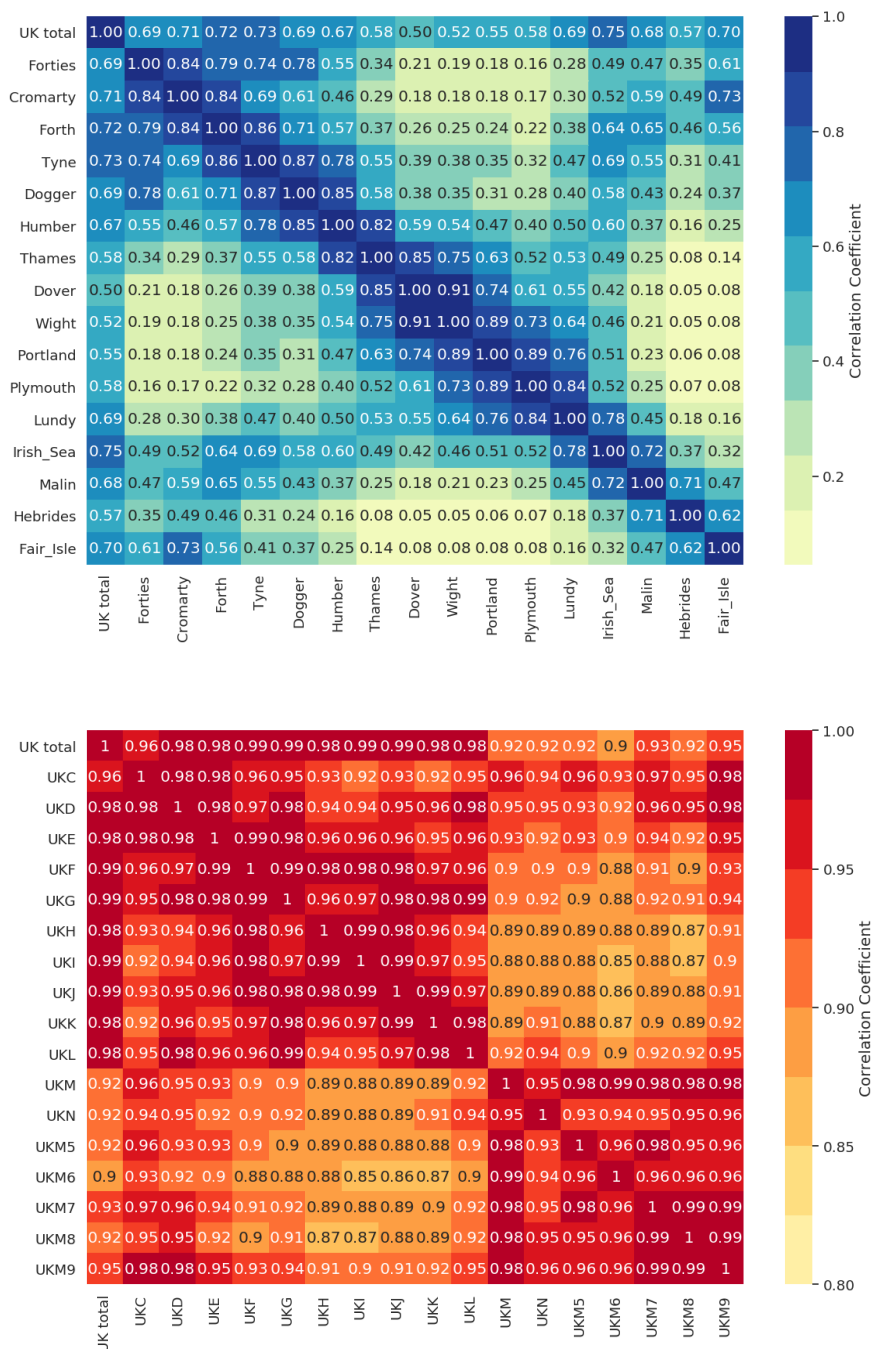 UK total 1.00 0.69 0.71 0.72 0.73 0.69 0.67 0.58 0.50 0.52 0.55 0.58 0.69 0.75 0.68 0.57 0.70
Forties 0.69 1.00 0.84 0.79 0.74 0.78 0.55 0.34 0.21 0.19 0.18 0.16 0.28 0.49 0.47 0.35 0.61
Cromarty 0.71 0.84 1.00 0.84 0.69 0.61 0.46 0.29 0.18 0.18 0.18 0.17 0.30 0.52 0.59 0.49 0.73
Forth 0.72 0.79 0.84 1.00 0.86 0.71 0.57 0.37 0.26 0.25 0.24 0.22 0.38 0.64 0.65 0.46 0.56
Tyne 0.73 0.74 0.69 0.86 1.00 0.87 0.78 0.55 0.39 0.38 0.35 0.32 0.47 0.69 0.55 0.31 0.41
Dogger 0.69 0.78 0.61 0.71 0.87 1.00 0.85 0.58 0.38 0.35 0.31 0.28 0.40 0.58 0.43 0.24 0.37
Humber 0.67 0.55 0.46 0.57 0.78 0.85 1.00 0.82 0.59 0.54 0.47 0.40 0.50 0.60 0.37 0.16 0.25
Thames 0.58 0.34 0.29 0.37 0.55 0.58 0.82 1.00 0.85 0.75 0.63 0.52 0.53 0.49 0.25 0.08 0.14
Dover 0.50 0.21 0.18 0.26 0.39 0.38 0.59 0.85 1.00 0.91 0.74 0.61 0.55 0.42 0.18 0.05 0.08
Wight 0.52 0.19 0.18 0.25 0.38 0.35 0.54 0.75 0.91 1.00 0.89 0.73 0.64 0.46 0.21 0.05 0.08
Portland 0.55 0.18 0.18 0.24 0.35 0.31 0.47 0.63 0.74 0.89 1.00 0.89 0.76 0.51 0.23 0.06 0.08
Plymouth 0.58 0.16 0.17 0.22 0.32 0.28 0.40 0.52 0.61 0.73 0.89 1.00 0.84 0.52 0.25 0.07 0.08
Lundy 0.69 0.28 0.30 0.38 0.47 0.40 0.50 0.53 0.55 0.64 0.76 0.84 1.00 0.78 0.45 0.18 0.16
Irish_Sea 0.75 0.49 0.52 0.64 0.69 0.58 0.60 0.49 0.42 0.46 0.51 0.52 0.78 1.00 0.72 0.37 0.32
Malin 0.68 0.47 0.59 0.65 0.55 0.43 0.37 0.25 0.18 0.21 0.23 0.25 0.45 0.72 1.00 0.71 0.47
Hebrides 0.57 0.35 0.49 0.46 0.31 0.24 0.16 0.08 0.05 0.05 0.06 0.07 0.18 0.37 0.71 1.00 0.62
Fair_Isle 0.70 0.61 0.73 0.56 0.41 0.37 0.25 0.14 0.08 0.08 0.08 0.08 0.16 0.32 0.47 0.62 1.00
UK total Forties Cromarty Forth Tyne Dogger Humber Thames Dover Wight Portland Plymouth Lundy Irish_Sea Malin Hebrides Fair_Isle
1.0
0.8
0.6
0.4
0.2
Correlation Coefficient
UK total 1 0.96 0.98 0.98 0.99 0.99 0.98 0.99 0.99 0.98 0.98 0.92 0.92 0.92 0.9 0.93 0.92 0.95
UKC 0.96 1 0.98 0.98 0.96 0.95 0.93 0.92 0.93 0.92 0.95 0.96 0.94 0.96 0.93 0.97 0.95 0.98
UKD 0.98 0.98 1 0.98 0.97 0.98 0.94 0.94 0.95 0.96 0.98 0.95 0.95 0.93 0.92 0.96 0.95 0.98
UKE 0.98 0.98 0.98 1 0.99 0.98 0.96 0.96 0.96 0.95 0.96 0.93 0.92 0.93 0.9 0.94 0.92 0.95
UKF 0.99 0.96 0.97 0.99 1 0.99 0.98 0.98 0.98 0.97 0.96 0.9 0.9 0.9 0.88 0.91 0.9 0.93
UKG 0.99 0.95 0.98 0.98 0.99 1 0.96 0.97 0.98 0.98 0.99 0.9 0.92 0.9 0.88 0.92 0.91 0.94
UKH 0.98 0.93 0.94 0.96 0.98 0.96 1 0.99 0.98 0.96 0.94 0.89 0.89 0.89 0.88 0.89 0.87 0.91
UKI 0.99 0.92 0.94 0.96 0.98 0.97 0.99 1 0.99 0.97 0.95 0.88 0.88 0.88 0.85 0.88 0.87 0.9
UKJ 0.99 0.93 0.95 0.96 0.98 0.98 0.98 0.99 1 0.99 0.97 0.89 0.89 0.88 0.86 0.89 0.88 0.91
UKK 0.98 0.92 0.96 0.95 0.97 0.98 0.96 0.97 0.99 1 0.98 0.89 0.91 0.88 0.87 0.9 0.89 0.92
UKL 0.98 0.95 0.98 0.96 0.96 0.99 0.94 0.95 0.97 0.98 1 0.92 0.94 0.9 0.9 0.92 0.92 0.95
UKM 0.92 0.96 0.95 0.93 0.9 0.9 0.89 0.88 0.89 0.89 0.92 1 0.95 0.98 0.99 0.98 0.98 0.98
UKN 0.92 0.94 0.95 0.92 0.9 0.92 0.89 0.88 0.89 0.91 0.94 0.95 1 0.93 0.94 0.95 0.95 0.96
UKM5 0.92 0.96 0.93 0.93 0.9 0.9 0.89 0.88 0.88 0.88 0.9 0.98 0.93 1 0.96 0.98 0.95 0.96
UKM6 0.9 0.93 0.92 0.9 0.88 0.88 0.88 0.85 0.86 0.87 0.9 0.99 0.94 0.96 1 0.96 0.96 0.96
UKM7 0.93 0.97 0.96 0.94 0.91 0.92 0.89 0.88 0.89 0.9 0.92 0.98 0.95 0.98 0.96 1 0.99 0.99
UKM8 0.92 0.95 0.95 0.92 0.9 0.91 0.87 0.87 0.88 0.89 0.92 0.98 0.95 0.95 0.96 0.99 1 0.99
UKM9 0.95 0.98 0.98 0.95 0.93 0.94 0.91 0.9 0.91 0.92 0.95 0.98 0.96 0.96 0.96 0.99 0.99 1
UK total UKC UKD UKE UKF UKG UKH UKI UKJ UKK UKL UKM UKN UKM5 UKM6 UKM7 UKM8 UKM9
1.00
0.95
0.90
0.85
0.80
Correlation Coefficient